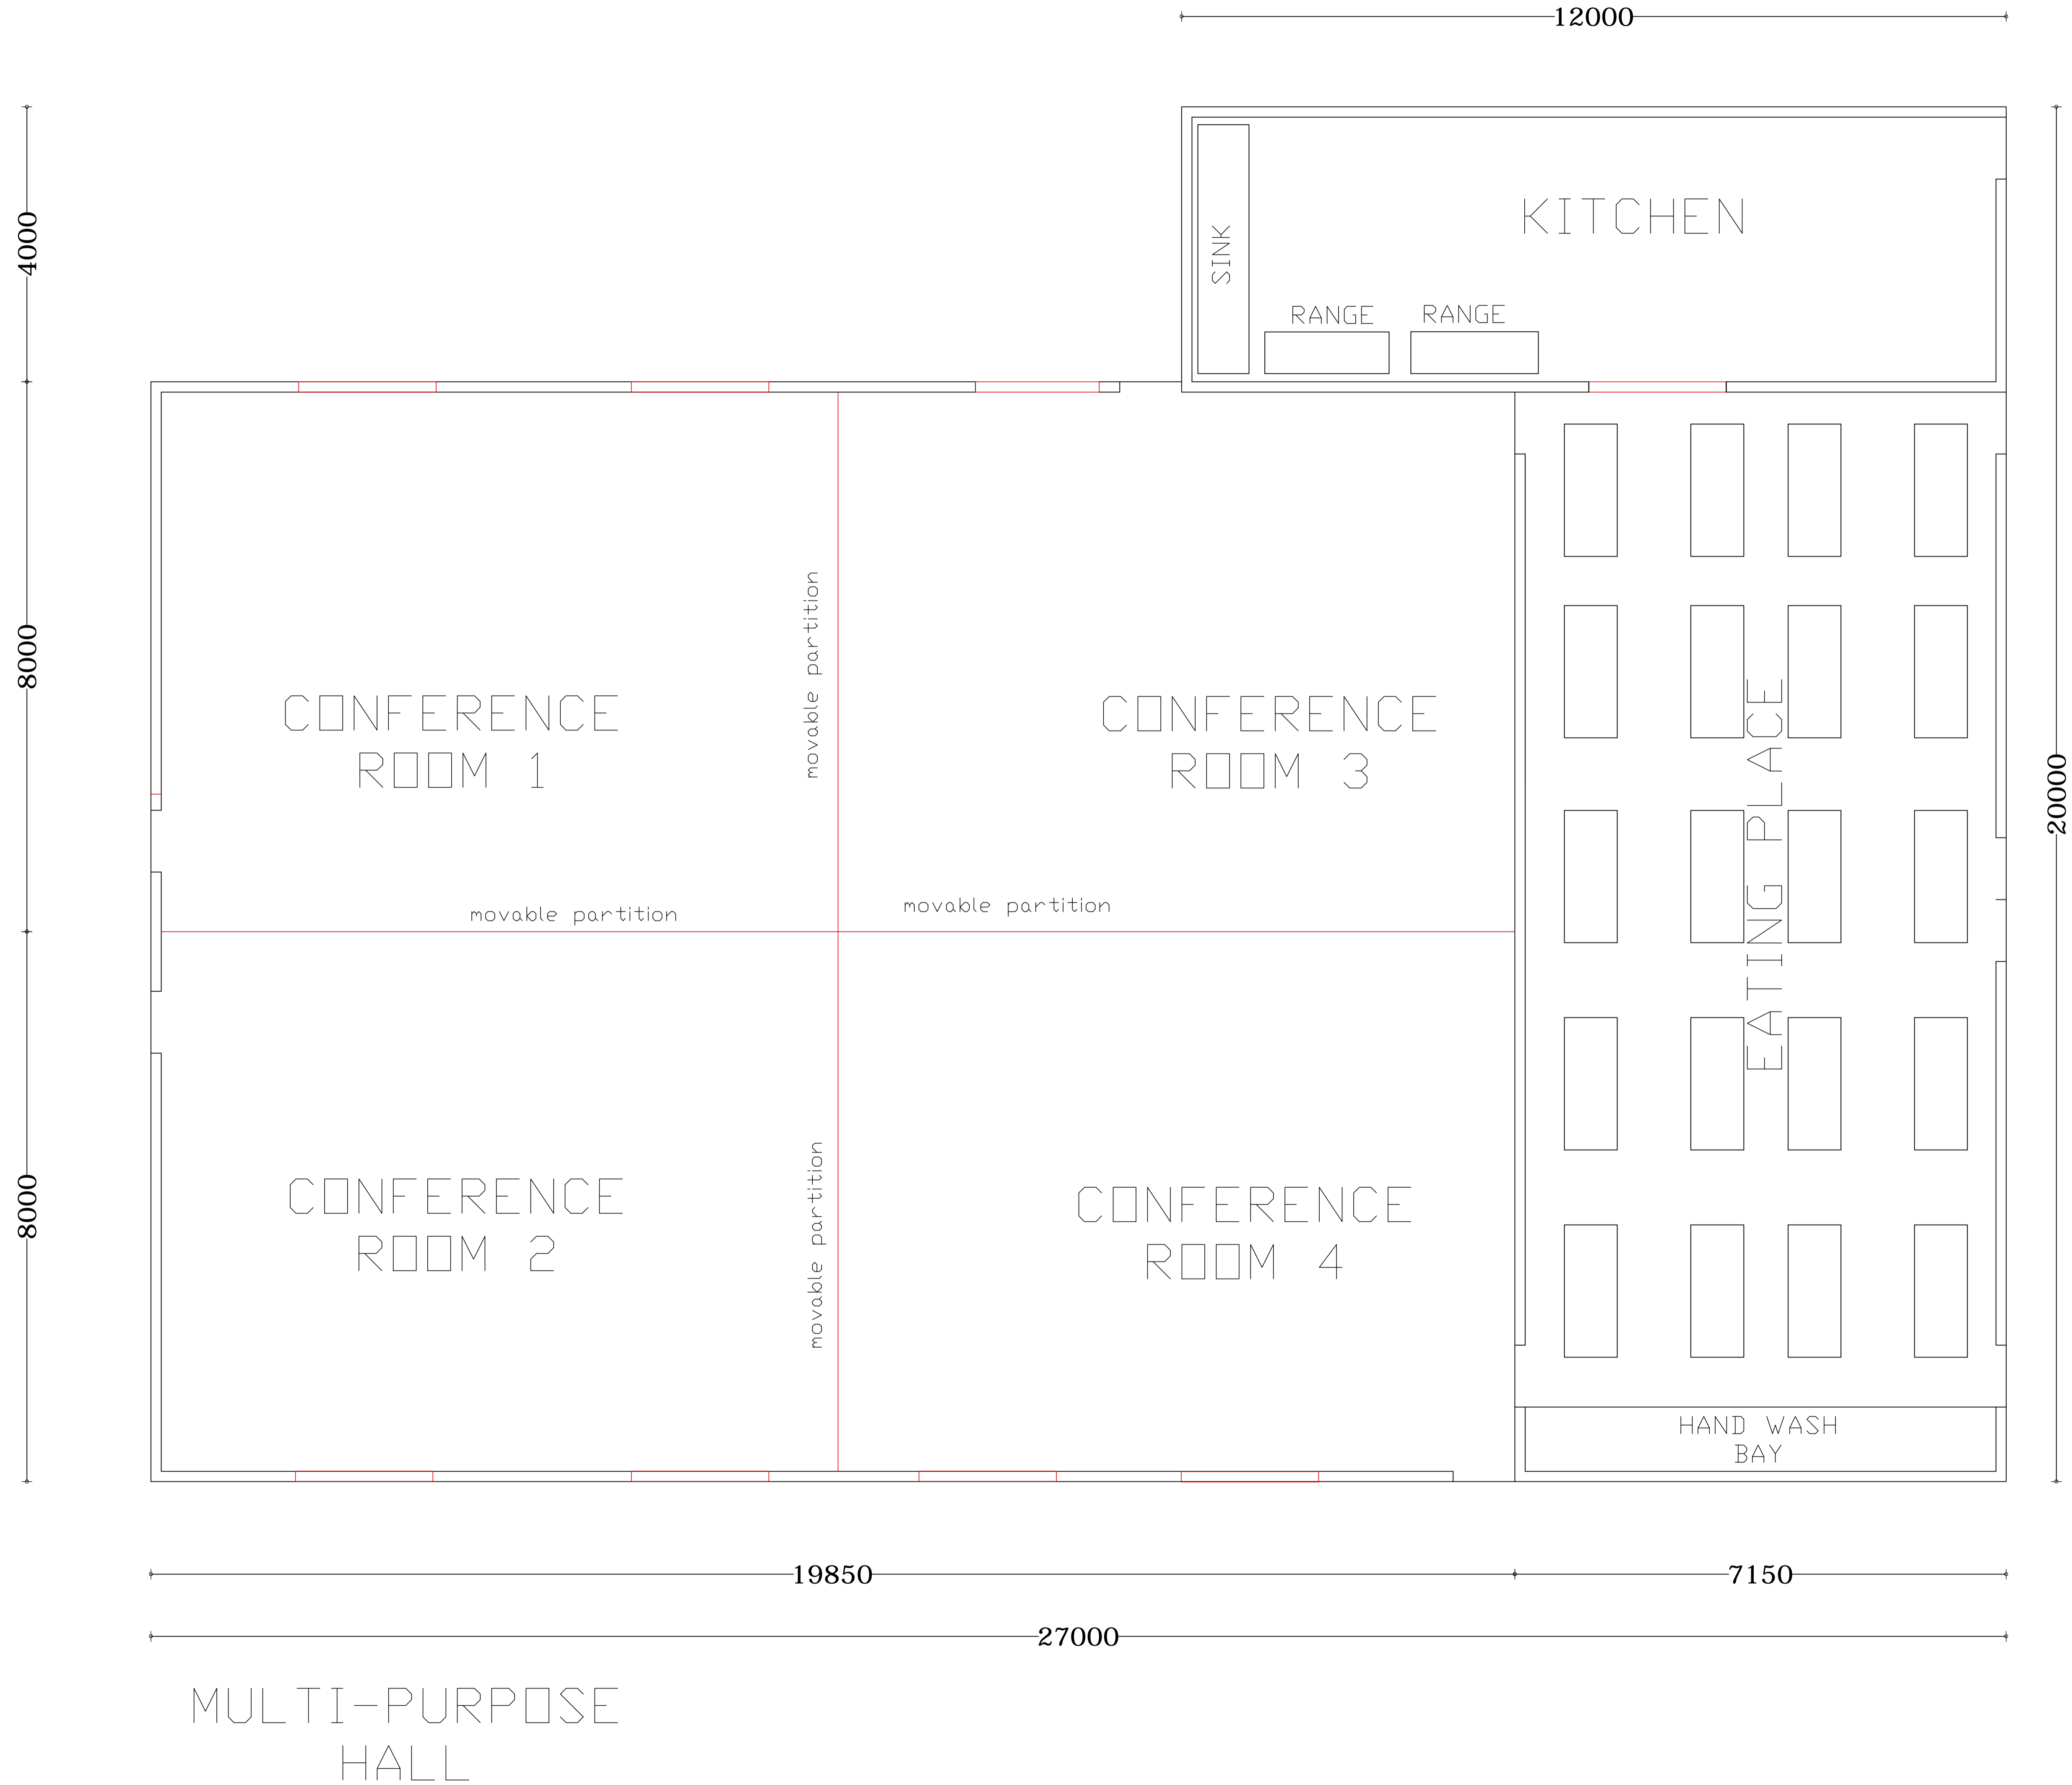 12000
4000
KITCHEN
SINK
RANGE
RANGE
8000
movable partition
CONFERENCE
ROOM 1
CONFERENCE
ROOM 3
EATING PLACE
20000
movable partition
movable partition
8000
movable partition
CONFERENCE
ROOM 2
CONFERENCE
ROOM 4
HAND WASH
BAY
19850
7150
27000
MULTI-PURPOSE
HALL